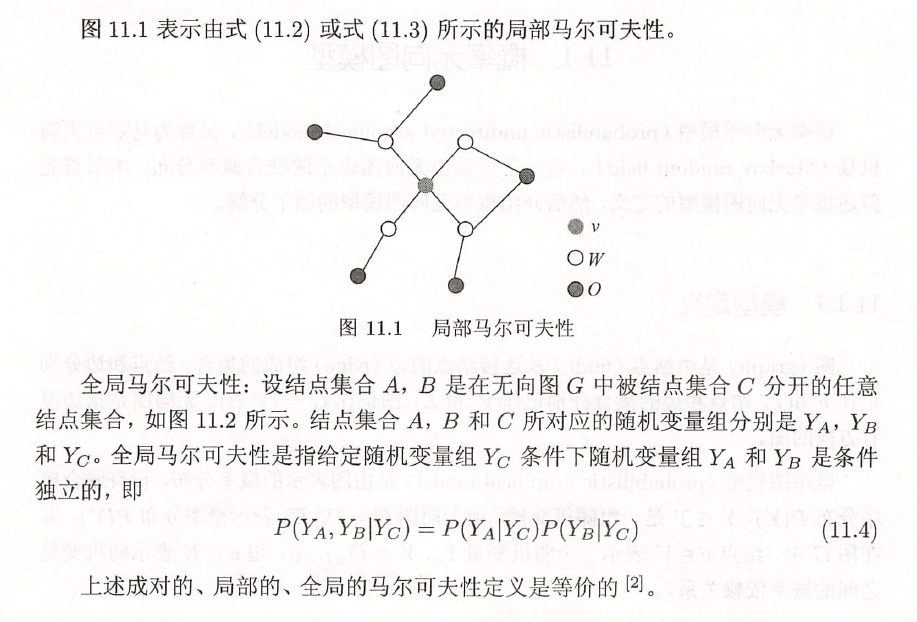 图 11.1 表示由式 (11.2) 或式 (11.3) 所示的局部马尔可夫性。
v
W
O
图 11.1 局部马尔可夫性
全局马尔可夫性：设结点集合 A，B 是在无向图 G 中被结点集合 C 分开的任意
结点集合，如图 11.2 所示。结点集合 A，B 和 C 所对应的随机变量组分别是 Y_A，Y_B
和 Y_C。全局马尔可夫性是指给定随机变量组 Y_C 条件下随机变量组 Y_A 和 Y_B 是条件
独立的，即
P(Y_A, Y_B|Y_C) = P(Y_A|Y_C)P(Y_B|Y_C) (11.4)
上述成对的、局部的、全局的马尔可夫性定义是等价的 [2]。